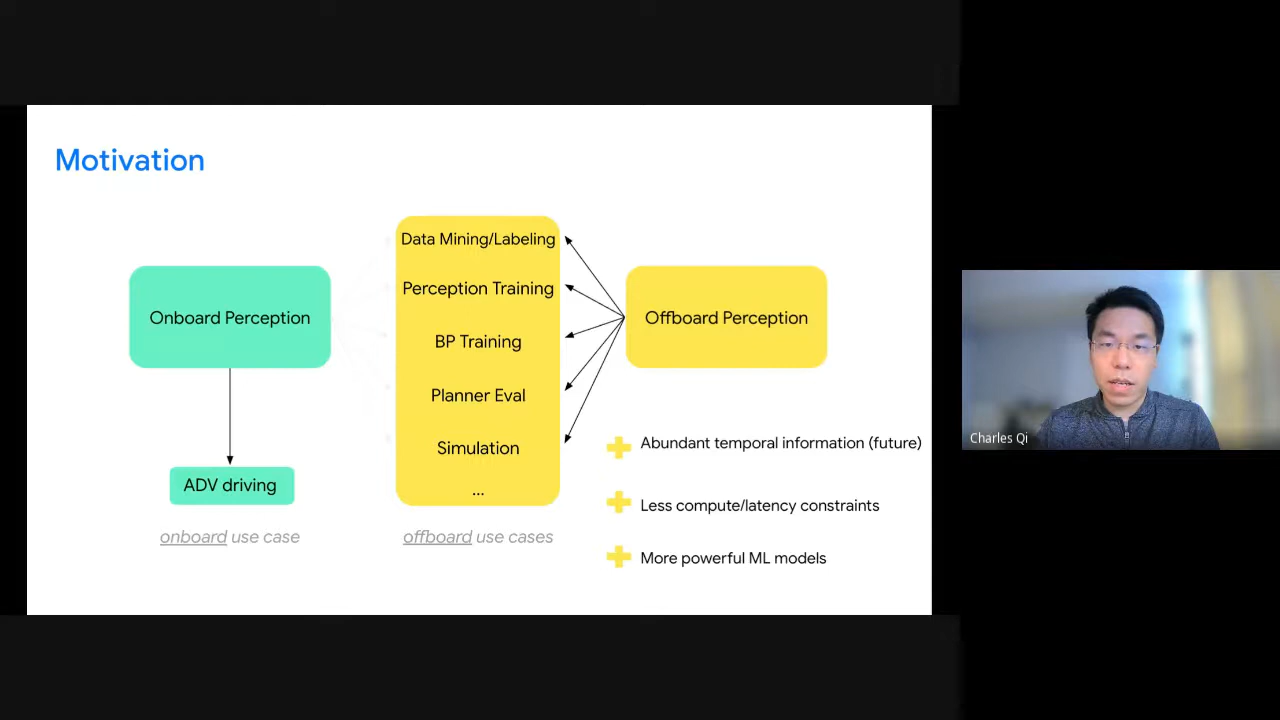 Motivation
Data Mining/Labeling
Perception Training
Onboard Perception
BP Training
Offboard Perception
Planner Eval
Simulation
...
ADV driving
onboard use case
offboard use cases
Abundant temporal information (future)
Less compute/latency constraints
More powerful ML models
Charles Qi